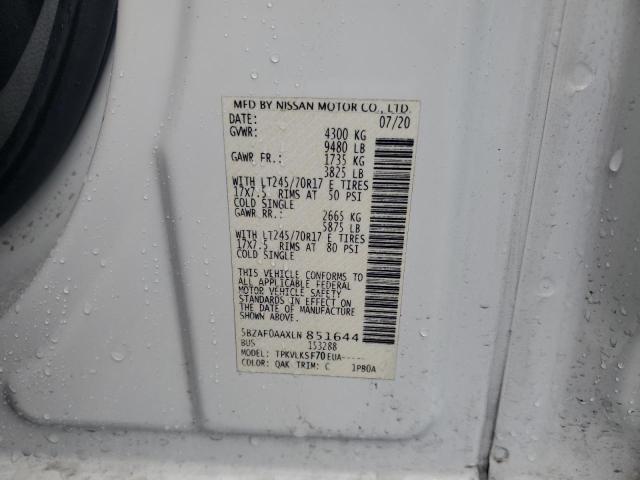 MFD BY NISSAN MOTOR CO., LTD.
DATE: 07/20
GVWR: 4300 KG
9480 LB
GAWR FR.: 1735 KG
3825 LB
WITH LT245/70R17 E TIRES
17X7.5 RIMS AT 50 PSI
COLD SINGLE
GAWR RR.: 2665 KG
5875 LB
WITH LT245/70R17 E TIRES
17X7.5 RIMS AT 80 PSI
COLD SINGLE
THIS VEHICLE CONFORMS TO
ALL APPLICABLE FEDERAL
MOTOR VEHICLE SAFETY
STANDARDS IN EFFECT ON
THE DATE OF MANUFACTURE
SHOWN ABOVE.
5BZAF0AAXLN 851644
BUS 153288
MODEL: TPKVLKSF70EUA-----
COLOR: QAK TRIM: C 1P80A